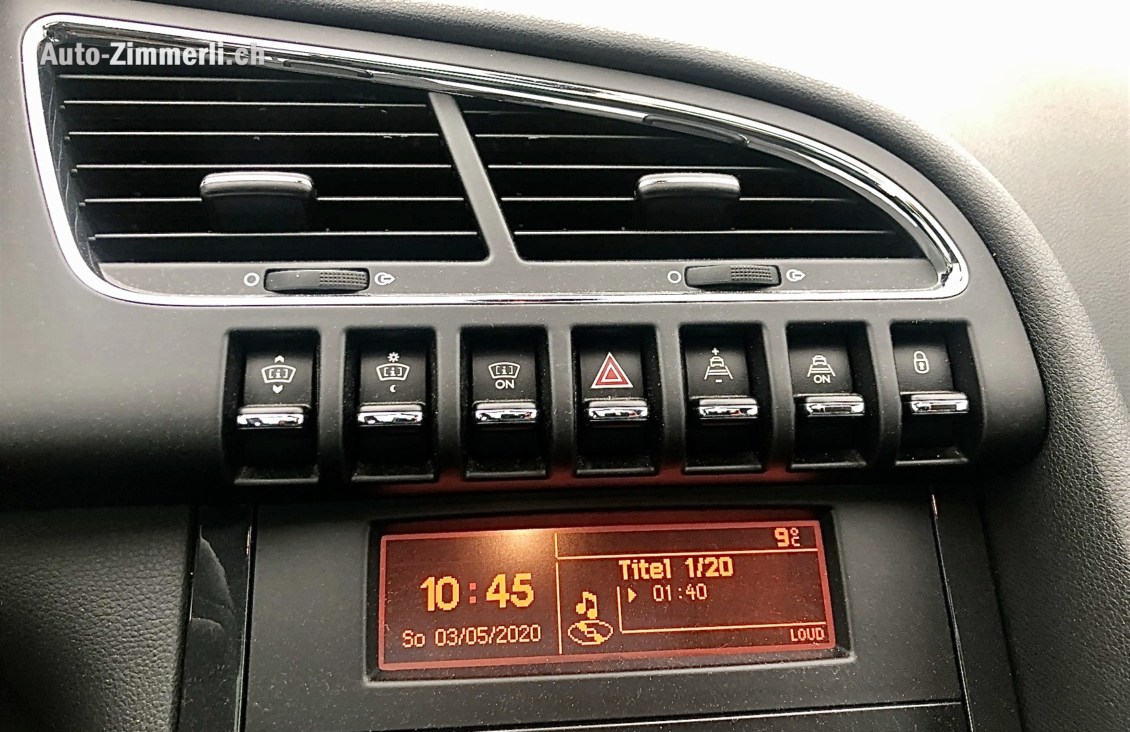 Auto-Zimmerli.ch
ON
ON
9°C
10:45
Titel 1/20
01:40
So 03/05/2020
LOUD